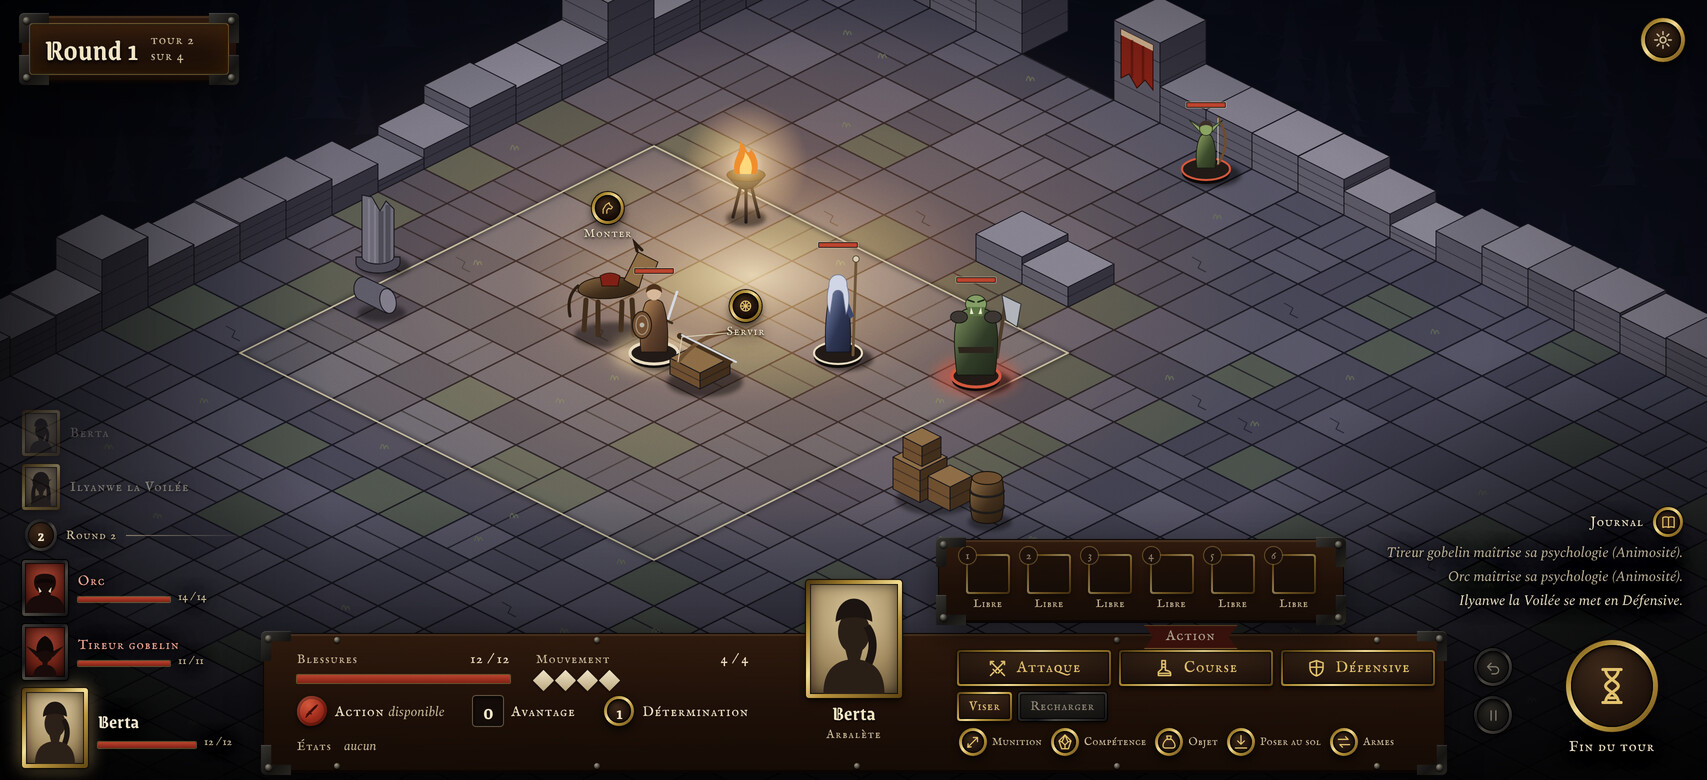 Round 1
TOUR 2
SUR 4
MONTER
SERVIR
BERTA
ILYANWE LA VOILÉE
2
ROUND 2
ORC
14/14
TIREUR GOBELIN
11/11
Berta
12/12
BLESSURES
12/12
MOUVEMENT
4/4
ACTION disponible
0
AVANTAGE
1
DÉTERMINATION
ÉTATS aucun
Berta
ARBALÈTE
1
2
3
4
5
6
LIBRE
LIBRE
LIBRE
LIBRE
LIBRE
LIBRE
ACTION
ATTAQUE
COURSE
DÉFENSIVE
VISER
RECHARGER
MUNITION
COMPÉTENCE
OBJET
POSER AU SOL
ARMES
JOURNAL
Tireur gobelin maîtrise sa psychologie (Animosité).
Orc maîtrise sa psychologie (Animosité).
Ilyanwe la Voilée se met en Défensive.
FIN DU TOUR